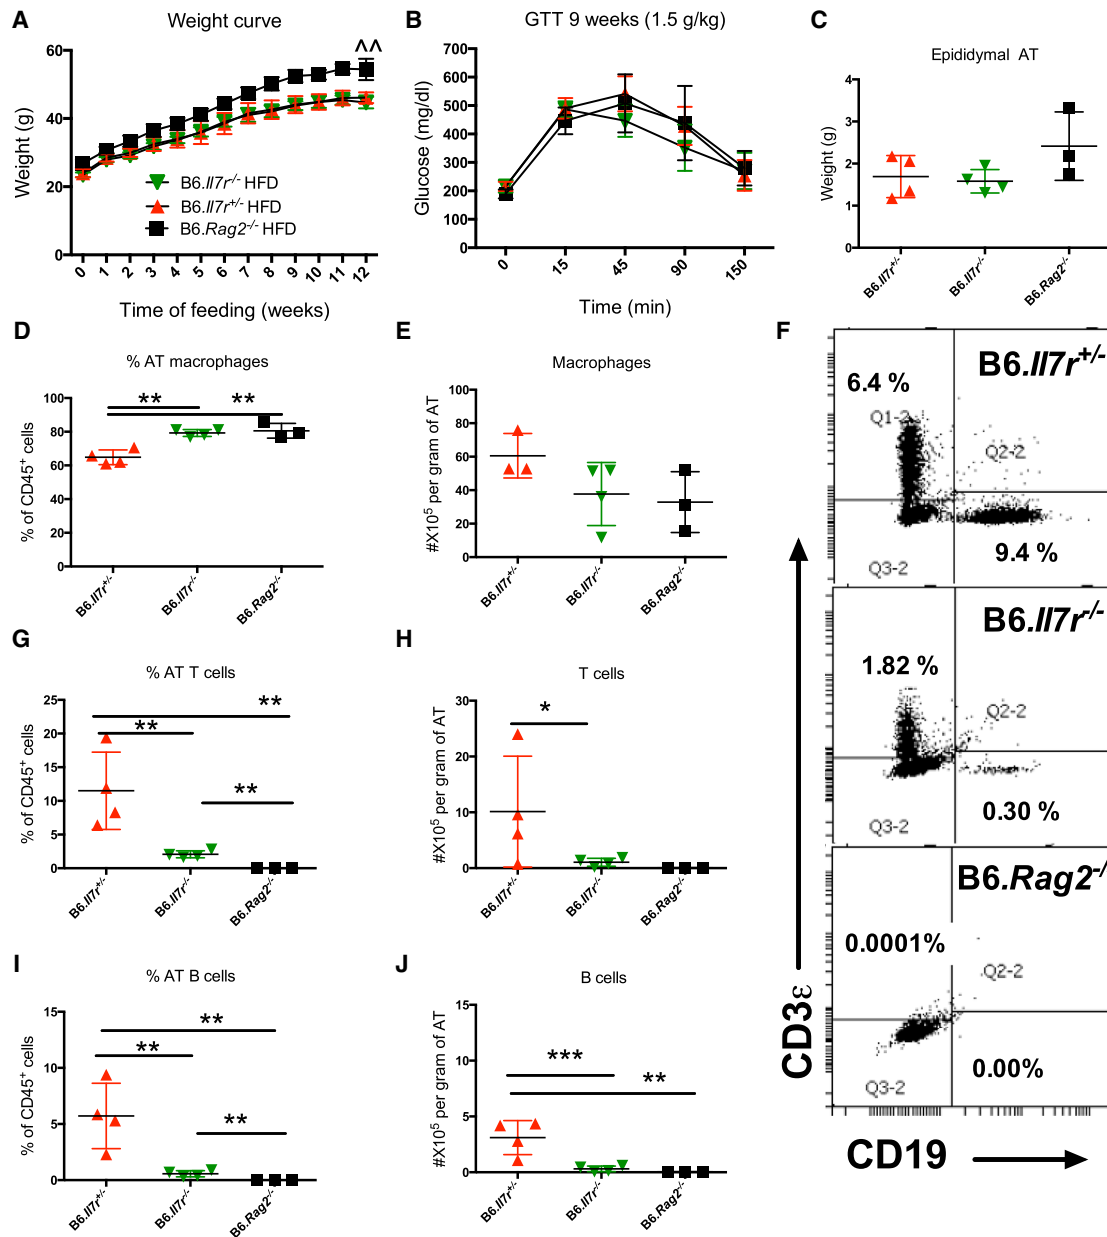 A
Weight curve
^^
Weight (g)
60
40
20
0
B6.Il7r-/- HFD
B6.Il7r+/- HFD
B6.Rag2-/- HFD
0 1 2 3 4 5 6 7 8 9 10 11 12
Time of feeding (weeks)
B
GTT 9 weeks (1.5 g/kg)
Glucose (mg/dl)
700
600
500
400
300
200
100
0
0 15 45 90 150
Time (min)
C
Epididymal AT
Weight (g)
4
3
2
1
0
B6.Il7r+/- B6.Il7r-/- B6.Rag2-/-
D
% AT macrophages
** **
% of CD45+ cells
100
80
60
40
20
0
B6.Il7r+/- B6.Il7r-/- B6.Rag2-/-
E
Macrophages
#X10⁵ per gram of AT
100
80
60
40
20
0
B6.Il7r+/- B6.Il7r-/- B6.Rag2-/-
F
B6.Il7r+/-
6.4 %
Q1-2
Q2-2
9.4 %
Q3-2
B6.Il7r-/-
1.82 %
Q2-2
0.30 %
Q3-2
B6.Rag2-/
0.0001%
Q2-2
0.00%
Q3-2
CD3ε
CD19
G
% AT T cells
**
**
**
% of CD45+ cells
25
20
15
10
5
0
B6.Il7r+/- B6.Il7r-/- B6.Rag2-/-
H
T cells
*
#X10⁵ per gram of AT
30
20
10
0
B6.Il7r+/- B6.Il7r-/- B6.Rag2-/-
I
% AT B cells
**
**
**
% of CD45+ cells
15
10
5
0
B6.Il7r+/- B6.Il7r-/- B6.Rag2-/-
J
B cells
***
**
#X10⁵ per gram of AT
15
10
5
0
B6.Il7r+/- B6.Il7r-/- B6.Rag2-/-